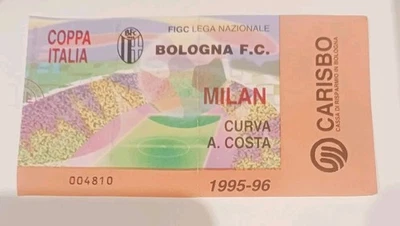 COPPA
ITALIA
FIGC LEGA NAZIONALE
BOLOGNA F.C.
MILAN
CURVA
A. COSTA
004810
1995-96
CARISBO
CASSA DI RISPARMIO IN BOLOGNA